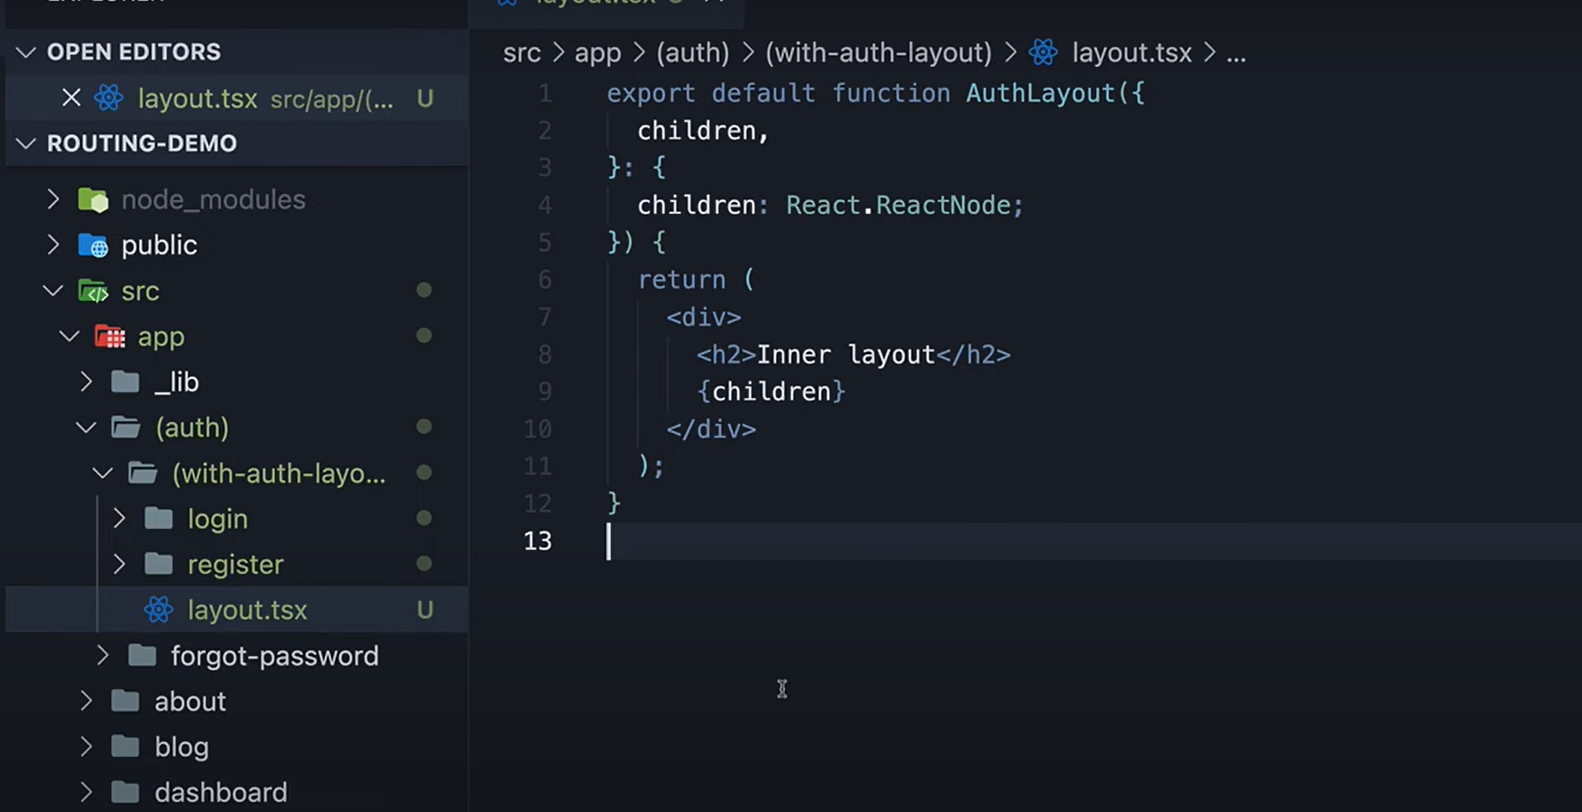 OPEN EDITORS
layout.tsx src/app/(... U
ROUTING-DEMO
node_modules
public
src
app
_lib
(auth)
(with-auth-layo...
login
register
layout.tsx U
forgot-password
about
blog
dashboard
src > app > (auth) > (with-auth-layout) > layout.tsx > ...
1 export default function AuthLayout({
2   children,
3 }: {
4   children: React.ReactNode;
5 }) {
6   return (
7     <div>
8       <h2>Inner layout</h2>
9       {children}
10     </div>
11   );
12 }
13